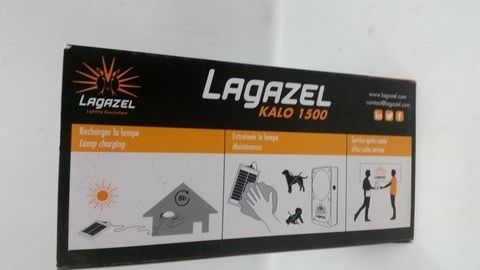 LAGAZEL
Lighting Everywhere
LAGAZEL
KALO 1500
www.lagazel.com
contact@lagazel.com
in f
Recharger la lampe
Lamp charging
Entretenir la lampe
Maintenance
Service après-vente
After sales service
8h